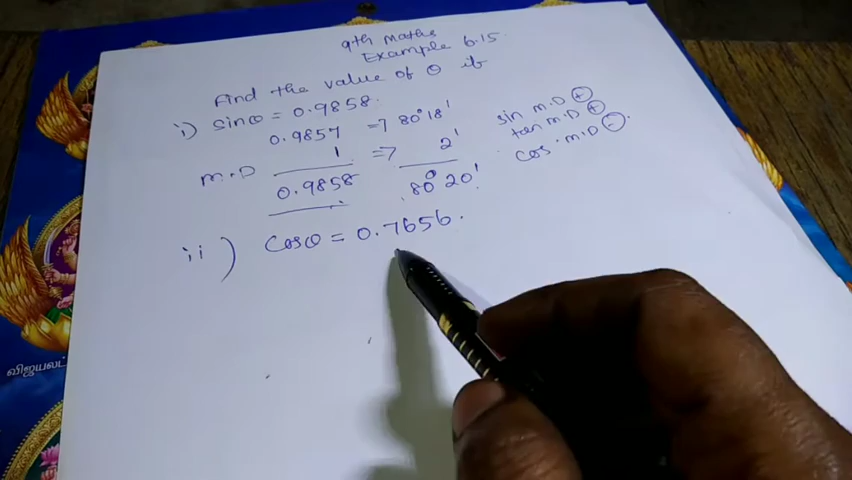 9th Maths
Example 6.15
Find the value of θ if
i) sinθ = 0.9858.
0.9857 => 80°18'
m.D 1 => 2'
0.9858 80°20'
sin m.D (+)
tan m.D (+)
cos . m.D (-).
ii) Cosθ = 0.7656.